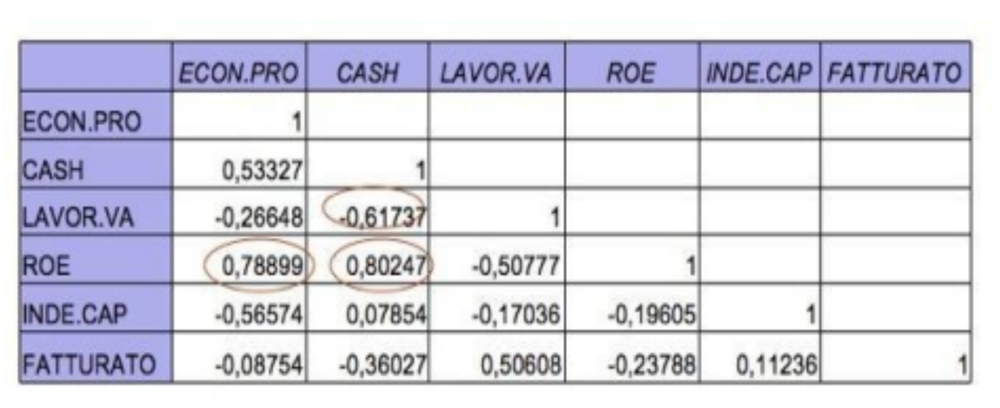 ECON.PRO CASH LAVOR.VA ROE INDE.CAP FATTURATO
ECON.PRO 1
CASH 0,53327 1
LAVOR.VA -0,26648 -0,61737 1
ROE 0,78899 0,80247 -0,50777 1
INDE.CAP -0,56574 0,07854 -0,17036 -0,19605 1
FATTURATO -0,08754 -0,36027 0,50608 -0,23788 0,11236 1